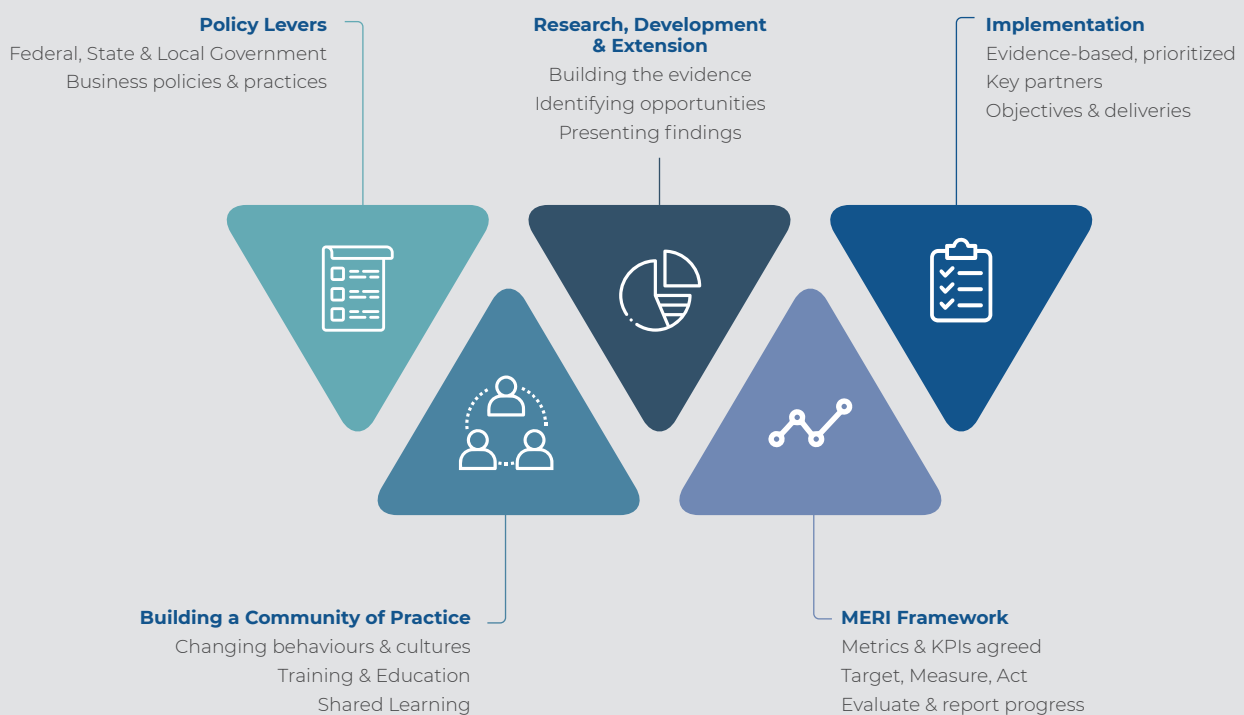 Policy Levers
Federal, State & Local Government
Business policies & practices
Research, Development
& Extension
Building the evidence
Identifying opportunities
Presenting findings
Implementation
Evidence-based, prioritized
Key partners
Objectives & deliveries
Building a Community of Practice
Changing behaviours & cultures
Training & Education
Shared Learning
MERI Framework
Metrics & KPIs agreed
Target, Measure, Act
Evaluate & report progress